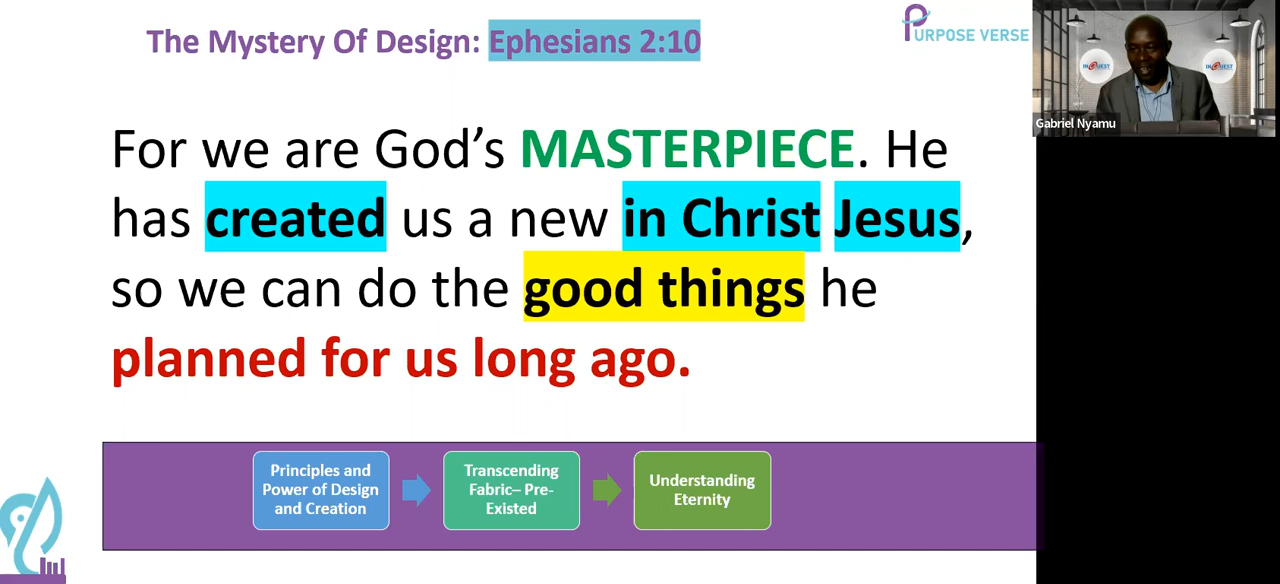 The Mystery Of Design: Ephesians 2:10
PURPOSE VERSE
INQUEST
INQUEST
Gabriel Nyamu
For we are God's MASTERPIECE. He
has created us a new in Christ Jesus,
so we can do the good things he
planned for us long ago.
Principles and
Power of Design
and Creation
Transcending
Fabric– Pre-
Existed
Understanding
Eternity